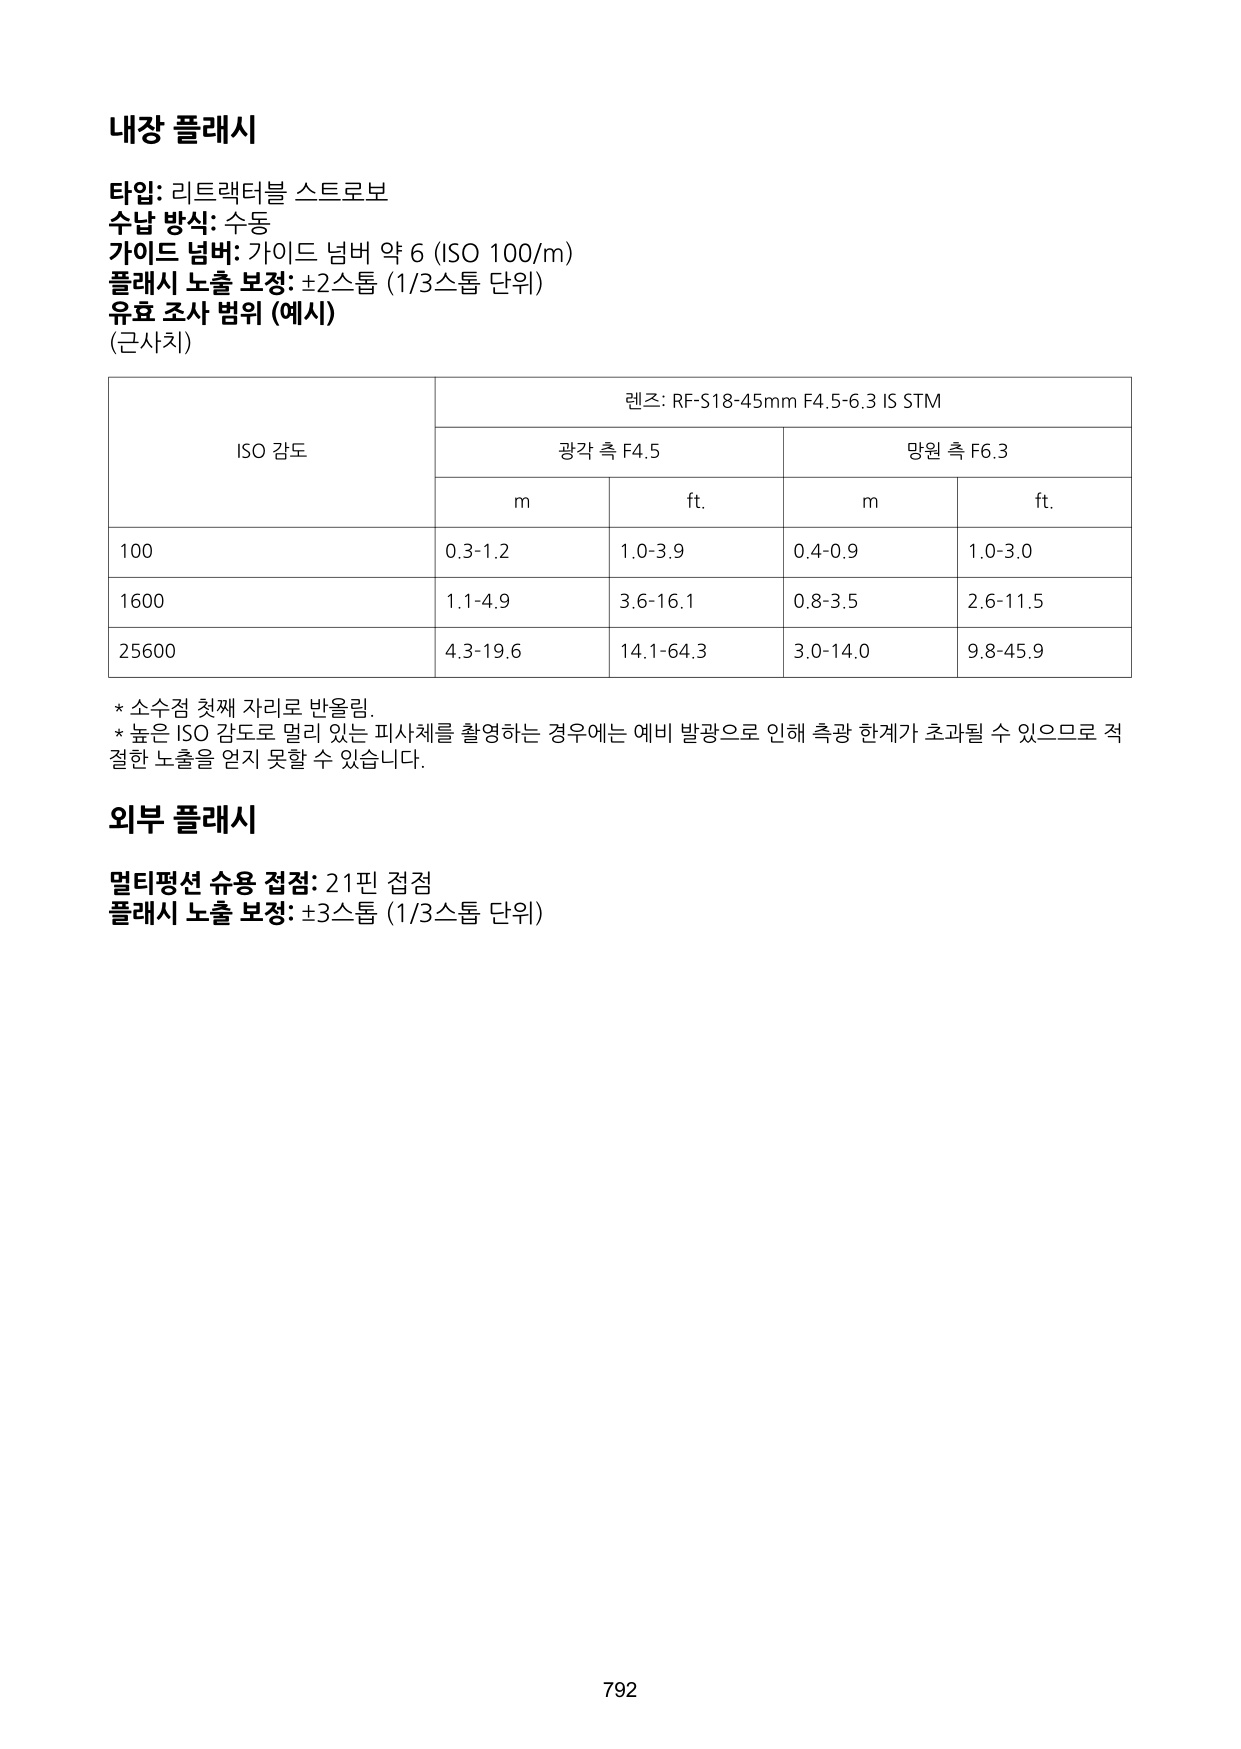 내장 플래시
타입: 리트랙터블 스트로보
수납 방식: 수동
가이드 넘버: 가이드 넘버 약 6 (ISO 100/m)
플래시 노출 보정: ±2스톱 (1/3스톱 단위)
유효 조사 범위 (예시)
(근사치)
렌즈: RF-S18-45mm F4.5-6.3 IS STM
ISO 감도
광각 측 F4.5 망원 측 F6.3
m ft. m ft.
100 0.3-1.2 1.0-3.9 0.4-0.9 1.0-3.0
1600 1.1-4.9 3.6-16.1 0.8-3.5 2.6-11.5
25600 4.3-19.6 14.1-64.3 3.0-14.0 9.8-45.9
* 소수점 첫째 자리로 반올림.
* 높은 ISO 감도로 멀리 있는 피사체를 촬영하는 경우에는 예비 발광으로 인해 측광 한계가 초과될 수 있으므로 적
절한 노출을 얻지 못할 수 있습니다.
외부 플래시
멀티펑션 슈용 접점: 21핀 접점
플래시 노출 보정: ±3스톱 (1/3스톱 단위)
792